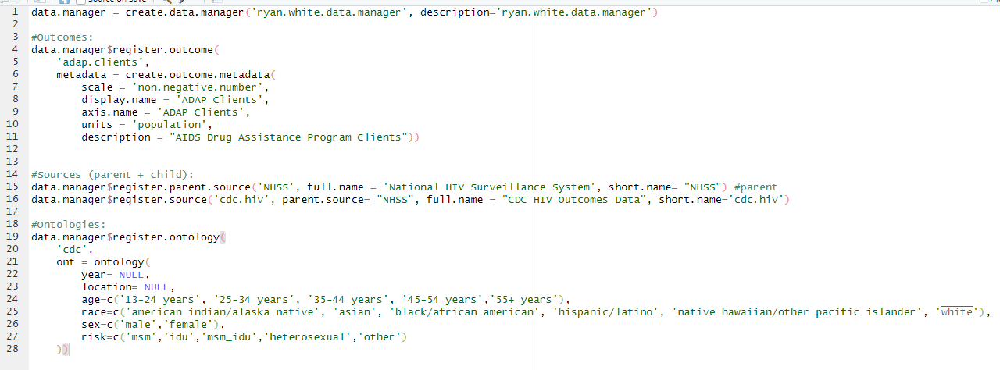 1 data.manager = create.data.manager('ryan.white.data.manager', description='ryan.white.data.manager')
2
3 #Outcomes:
4 data.manager$register.outcome(
5     'adap.clients',
6     metadata = create.outcome.metadata(
7         scale = 'non.negative.number',
8         display.name = 'ADAP Clients',
9         axis.name = 'ADAP Clients',
10         units = 'population',
11         description = "AIDS Drug Assistance Program Clients"))
12
13
14 #Sources (parent + child):
15 data.manager$register.parent.source('NHSS', full.name = 'National HIV Surveillance System', short.name= "NHSS") #parent
16 data.manager$register.source('cdc.hiv', parent.source= "NHSS", full.name = "CDC HIV Outcomes Data", short.name='cdc.hiv')
17
18 #Ontologies:
19 data.manager$register.ontology(
20     'cdc',
21     ont = ontology(
22         year= NULL,
23         location= NULL,
24         age=c('13-24 years', '25-34 years', '35-44 years', '45-54 years','55+ years'),
25         race=c('american indian/alaska native', 'asian', 'black/african american', 'hispanic/latino', 'native hawaiian/other pacific islander', 'white'),
26         sex=c('male','female'),
27         risk=c('msm','idu','msm_idu','heterosexual','other')
28     ))